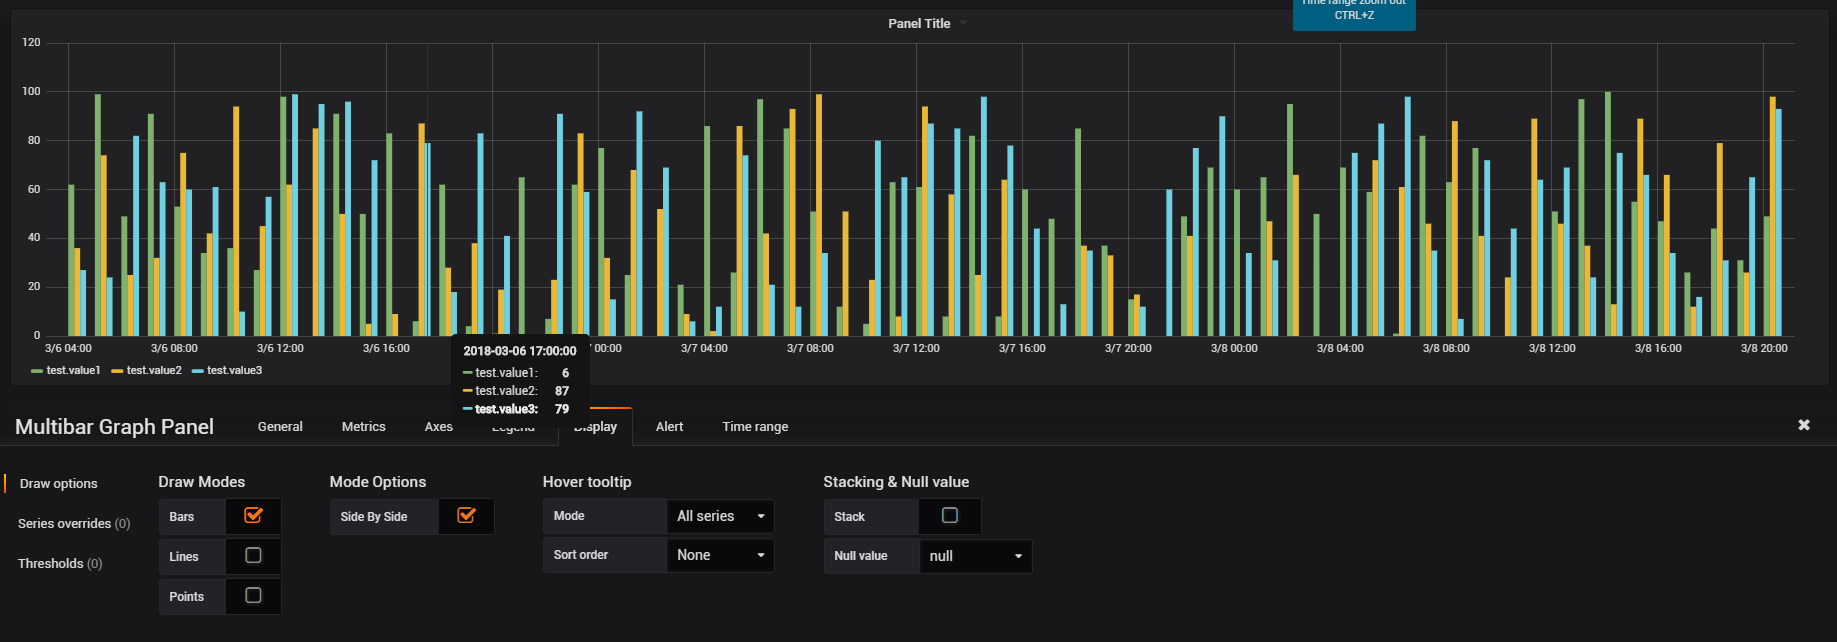 Time range zoom out
CTRL+Z
Panel Title
120
100
80
60
40
20
0
3/6 04:00 3/6 08:00 3/6 12:00 3/6 16:00 00:00 3/7 04:00 3/7 08:00 3/7 12:00 3/7 16:00 3/7 20:00 3/8 00:00 3/8 04:00 3/8 08:00 3/8 12:00 3/8 16:00 3/8 20:00
test.value1 test.value2 test.value3
2018-03-06 17:00:00
test.value1: 6
test.value2: 87
test.value3: 79
Multibar Graph Panel General Metrics Axes Legend Display Alert Time range
Draw options
Series overrides (0)
Thresholds (0)
Draw Modes
Bars
Lines
Points
Mode Options
Side By Side
Hover tooltip
Mode All series
Sort order None
Stacking & Null value
Stack
Null value null